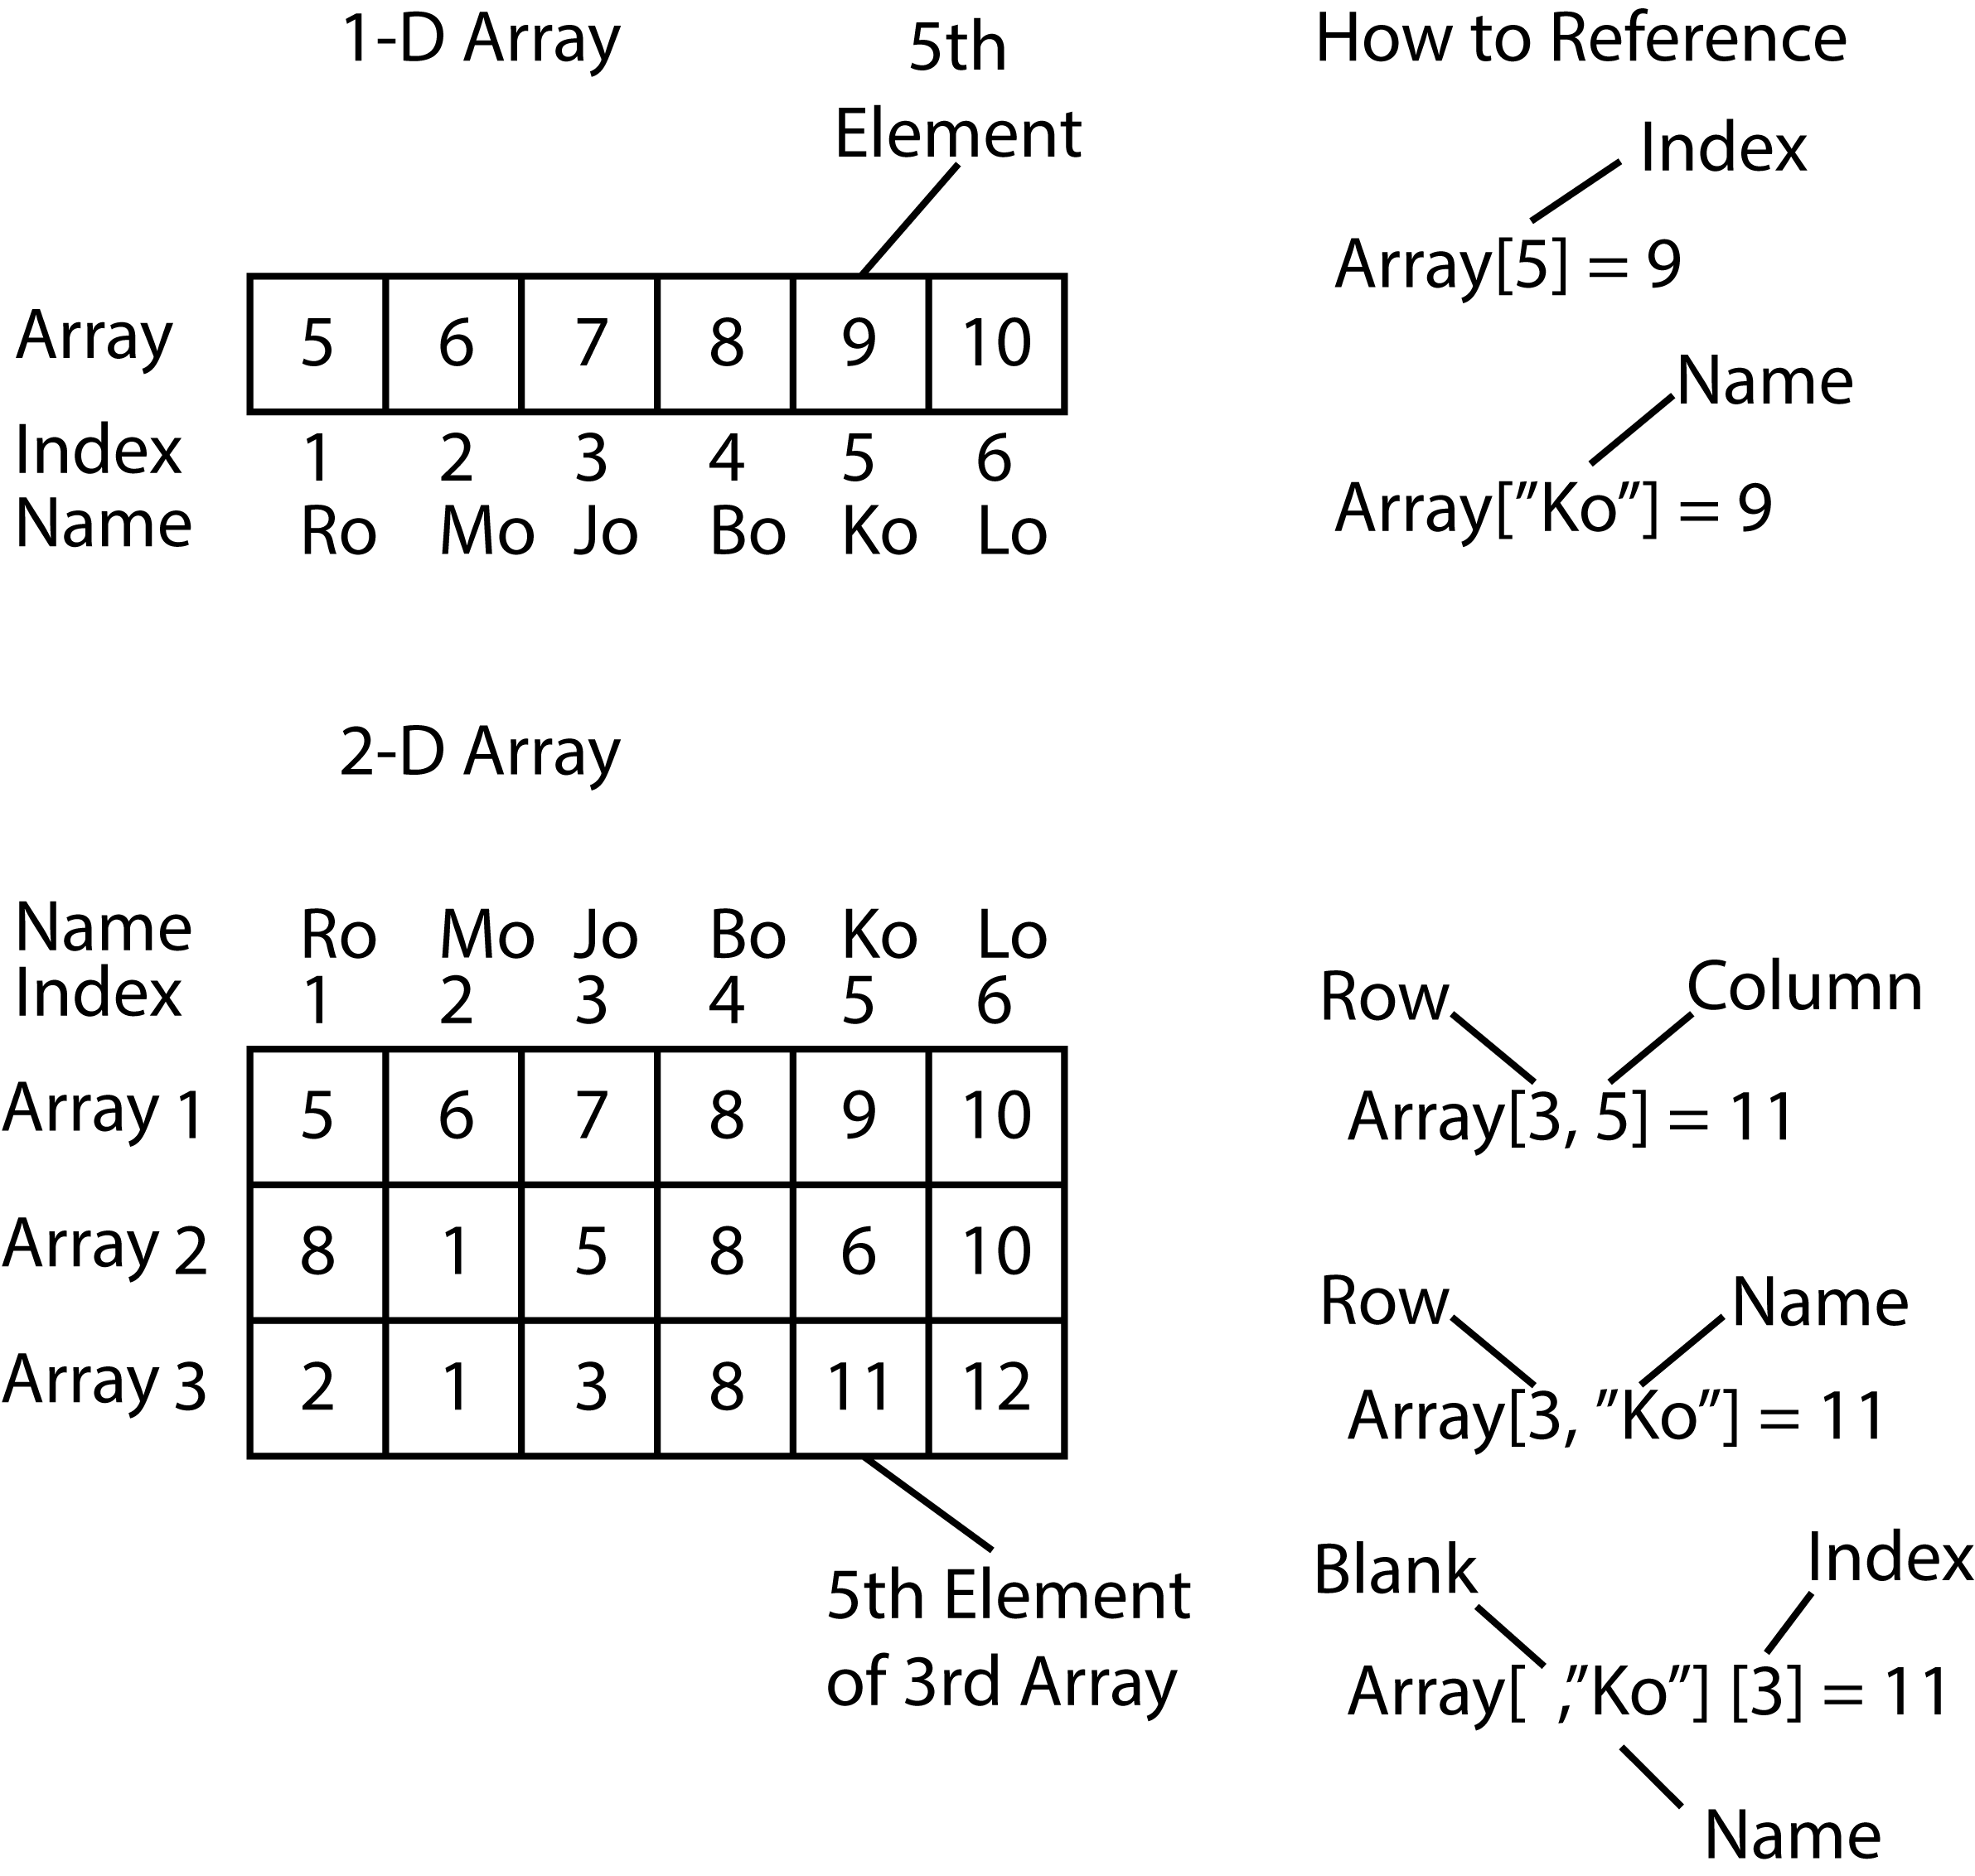 1-D Array
5th
Element
Array 5 6 7 8 9 10
Index 1 2 3 4 5 6
Name Ro Mo Jo Bo Ko Lo
How to Reference
Index
Array[5] = 9
Name
Array["Ko"] = 9
2-D Array
Name Ro Mo Jo Bo Ko Lo
Index 1 2 3 4 5 6
Array 1 5 6 7 8 9 10
Array 2 8 1 5 8 6 10
Array 3 2 1 3 8 11 12
5th Element
of 3rd Array
Row Column
Array[3, 5] = 11
Row Name
Array[3, "Ko"] = 11
Blank Index
Array[ ,"Ko"] [3] = 11
Name